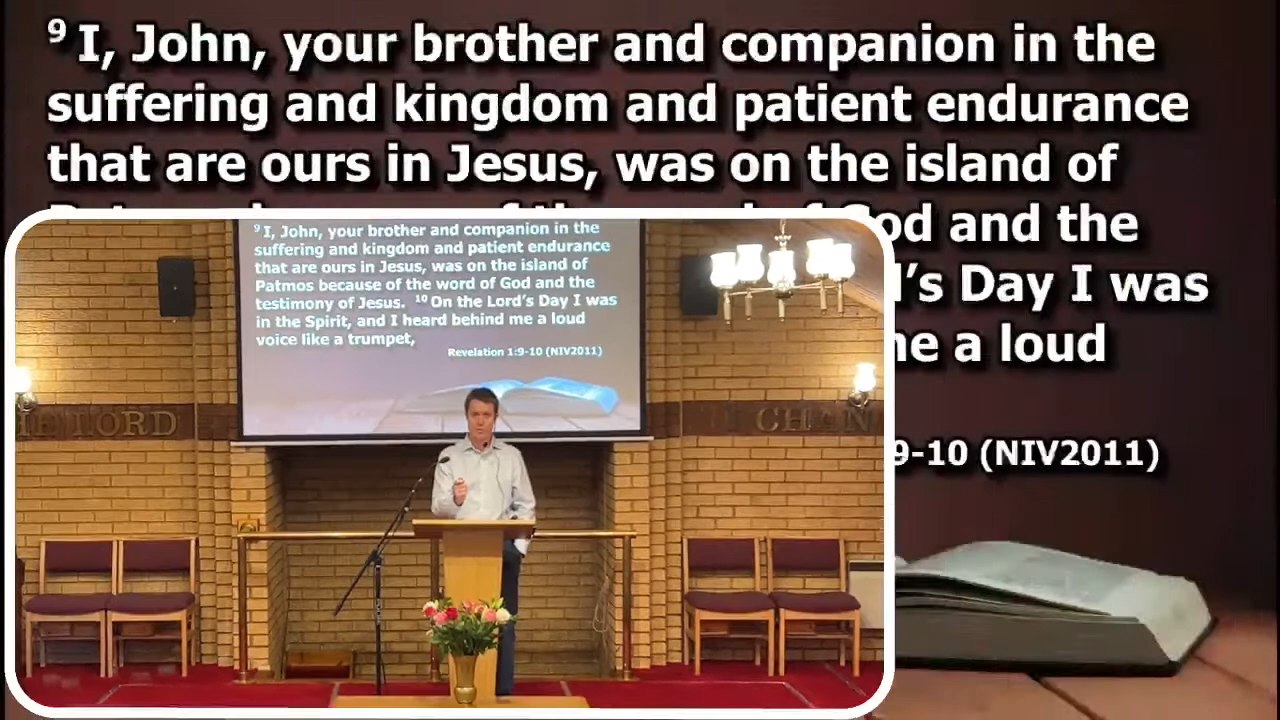 9 I, John, your brother and companion in the
suffering and kingdom and patient endurance
that are ours in Jesus, was on the island of
God and the
Lord's Day I was
me a loud
9-10 (NIV2011)
9 I, John, your brother and companion in the
suffering and kingdom and patient endurance
that are ours in Jesus, was on the island of
Patmos because of the word of God and the
testimony of Jesus. 10 On the Lord's Day I was
in the Spirit, and I heard behind me a loud
voice like a trumpet,
Revelation 1:9-10 (NIV2011)
THE LORD
CHAN